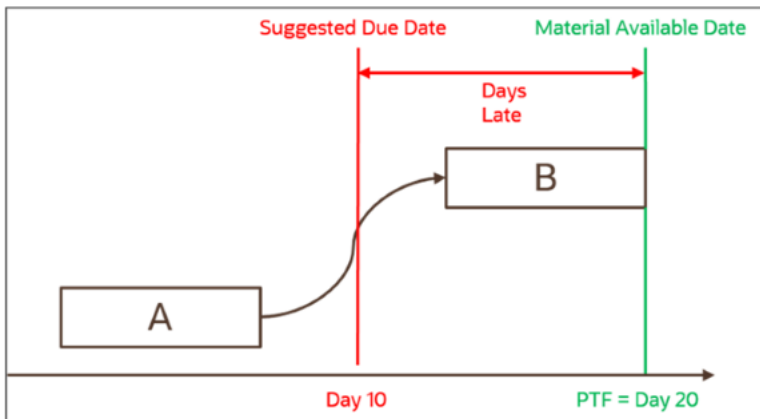 Suggested Due Date
Material Available Date
Days
Late
B
A
Day 10
PTF = Day 20